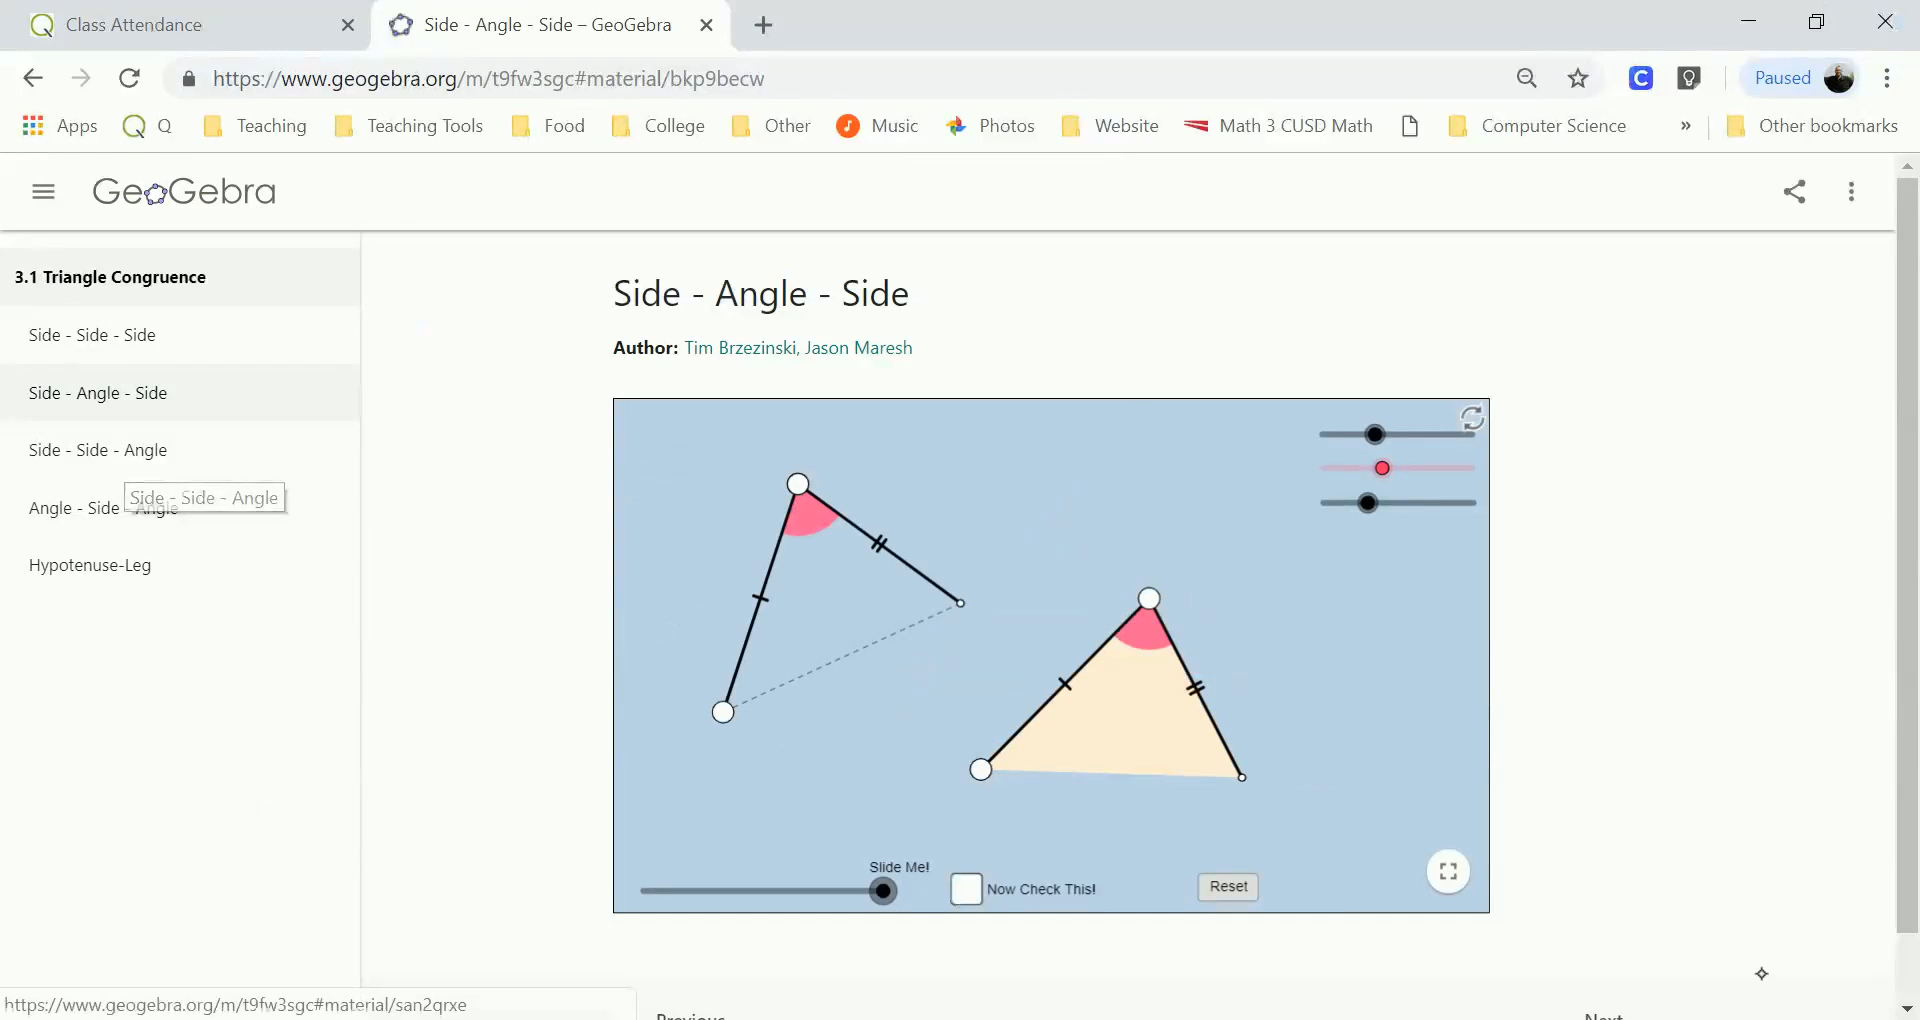 Class Attendance
Side - Angle - Side – GeoGebra
https://www.geogebra.org/m/t9fw3sgc#material/bkp9becw
Paused
Apps
Q
Teaching
Teaching Tools
Food
College
Other
Music
Photos
Website
Math 3 CUSD Math
Computer Science
»
Other bookmarks
GeoGebra
3.1 Triangle Congruence
Side - Side - Side
Side - Angle - Side
Side - Side - Angle
Side - Side - Angle
Angle - Side - Angle
Hypotenuse-Leg
Side - Angle - Side
Author: Tim Brzezinski, Jason Maresh
Slide Me!
Now Check This!
Reset
https://www.geogebra.org/m/t9fw3sgc#material/san2qrxe
Previous
Next